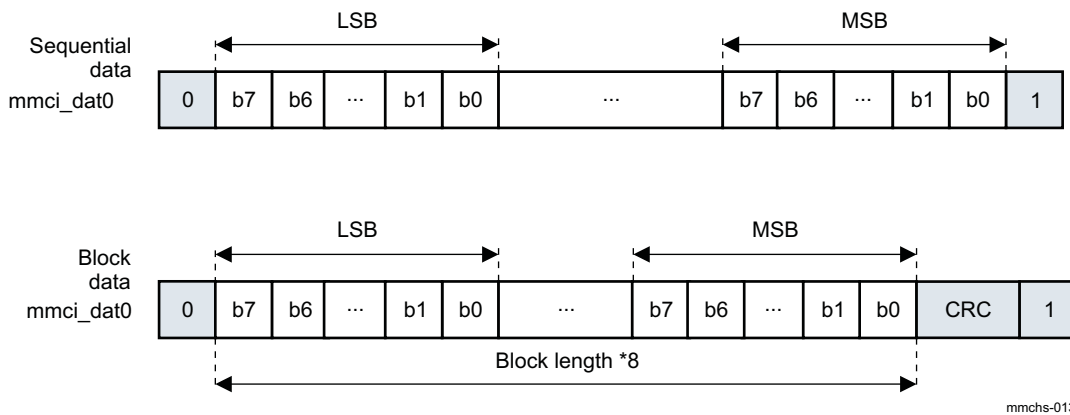 LSB MSB
Sequential
data
mmci_dat0 0 b7 b6 ... b1 b0 ... b7 b6 ... b1 b0 1
LSB MSB
Block
data
mmci_dat0 0 b7 b6 ... b1 b0 ... b7 b6 ... b1 b0 CRC 1
Block length *8